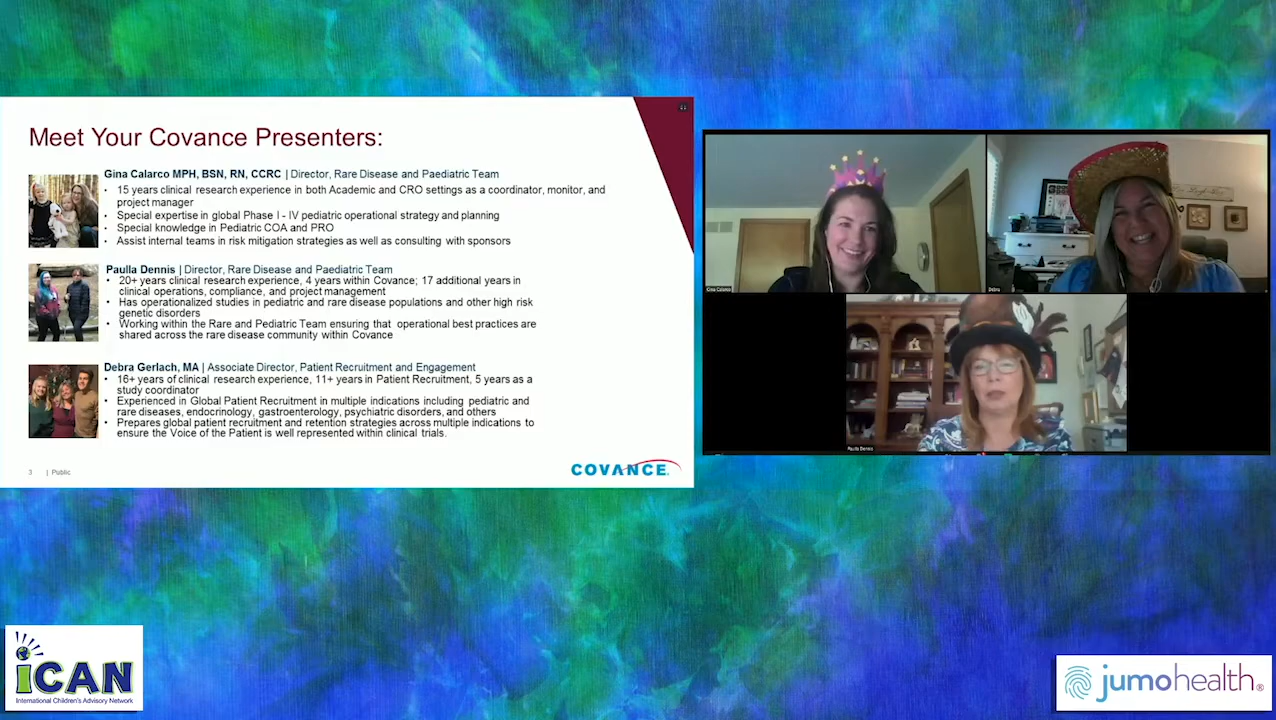 Meet Your Covance Presenters:
Gina Calarco MPH, BSN, RN, CCRC | Director, Rare Disease and Paediatric Team
• 15 years clinical research experience in both Academic and CRO settings as a coordinator, monitor, and
project manager
• Special expertise in global Phase I - IV pediatric operational strategy and planning
• Special knowledge in Pediatric COA and PRO
• Assist internal teams in risk mitigation strategies as well as consulting with sponsors
Paulla Dennis | Director, Rare Disease and Paediatric Team
• 20+ years clinical research experience, 4 years within Covance; 17 additional years in
clinical operations, compliance, and project management
• Has operationalized studies in pediatric and rare disease populations and other high risk
genetic disorders
• Working within the Rare and Pediatric Team ensuring that operational best practices are
shared across the rare disease community within Covance
Debra Gerlach, MA | Associate Director, Patient Recruitment and Engagement
• 16+ years of clinical research experience, 11+ years in Patient Recruitment, 5 years as a
study coordinator
• Experienced in Global Patient Recruitment in multiple indications including pediatric and
rare diseases, endocrinology, gastroenterology, psychiatric disorders, and others
• Prepares global patient recruitment and retention strategies across multiple indications to
ensure the Voice of the Patient is well represented within clinical trials.
3 | Public
COVANCE
Gina Calarco
Debra
Paulla Dennis
iCAN
International Children's Advisory Network
jumohealth®